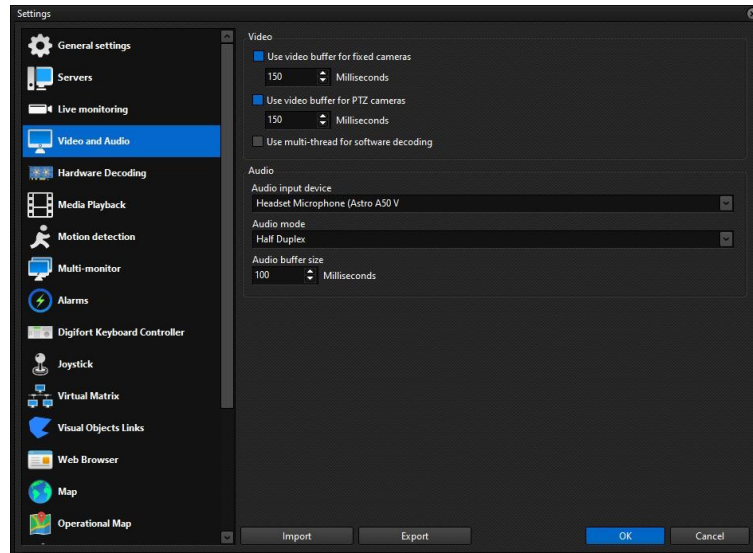 Settings
General settings
Servers
Live monitoring
Video and Audio
Hardware Decoding
Media Playback
Motion detection
Multi-monitor
Alarms
Digifort Keyboard Controller
Joystick
Virtual Matrix
Visual Objects Links
Web Browser
Map
Operational Map
Video
Use video buffer for fixed cameras
150 Milliseconds
Use video buffer for PTZ cameras
150 Milliseconds
Use multi-thread for software decoding
Audio
Audio input device
Headset Microphone (Astro A50 V
Audio mode
Half Duplex
Audio buffer size
100 Milliseconds
Import Export OK Cancel